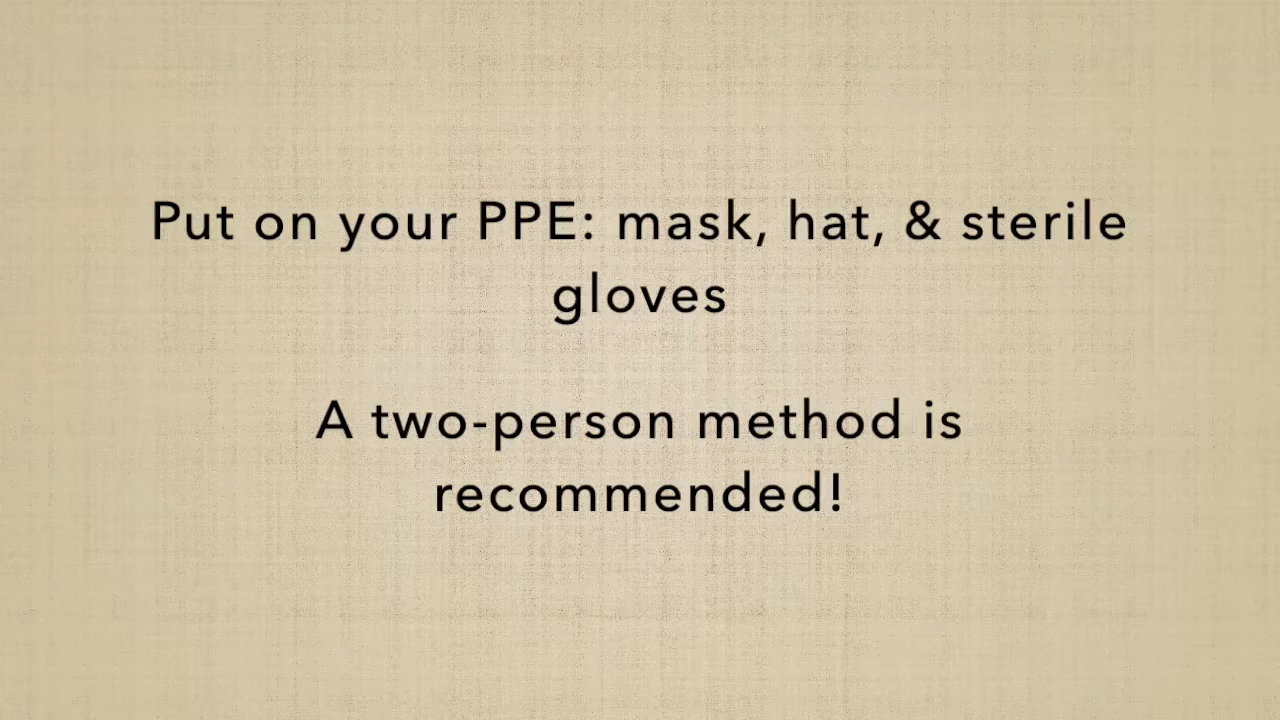 Put on your PPE: mask, hat, & sterile
gloves
A two-person method is
recommended!